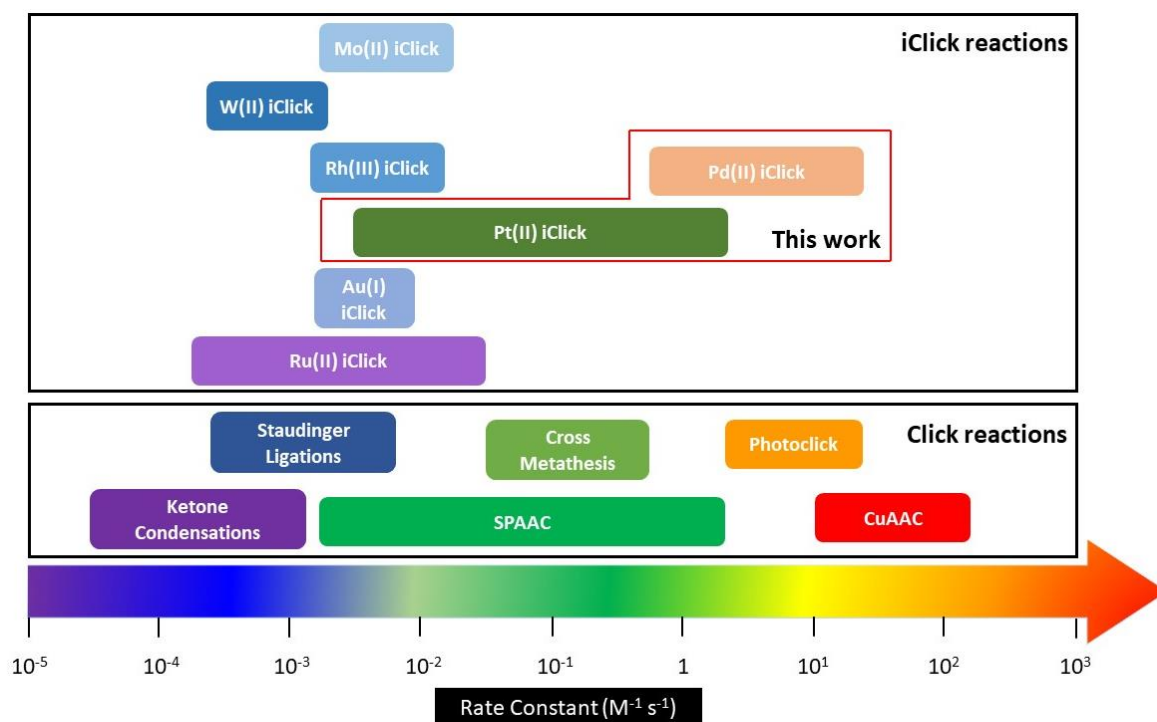 iClick reactions
Mo(II) iClick
W(II) iClick
Rh(III) iClick
Pd(II) iClick
Pt(II) iClick
This work
Au(I)
iClick
Ru(II) iClick
Click reactions
Staudinger
Ligations
Cross
Metathesis
Photoclick
Ketone
Condensations
SPAAC
CuAAC
10⁻⁵ 10⁻⁴ 10⁻³ 10⁻² 10⁻¹ 1 10¹ 10² 10³
Rate Constant (M⁻¹ s⁻¹)